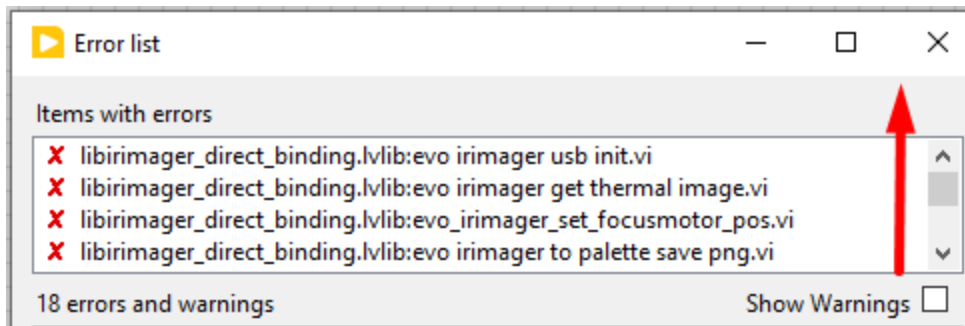 Error list
Items with errors
libirimager_direct_binding.lvlib:evo irimager usb init.vi
libirimager_direct_binding.lvlib:evo irimager get thermal image.vi
libirimager_direct_binding.lvlib:evo_irimager_set_focusmotor_pos.vi
libirimager_direct_binding.lvlib:evo irimager to palette save png.vi
18 errors and warnings Show Warnings